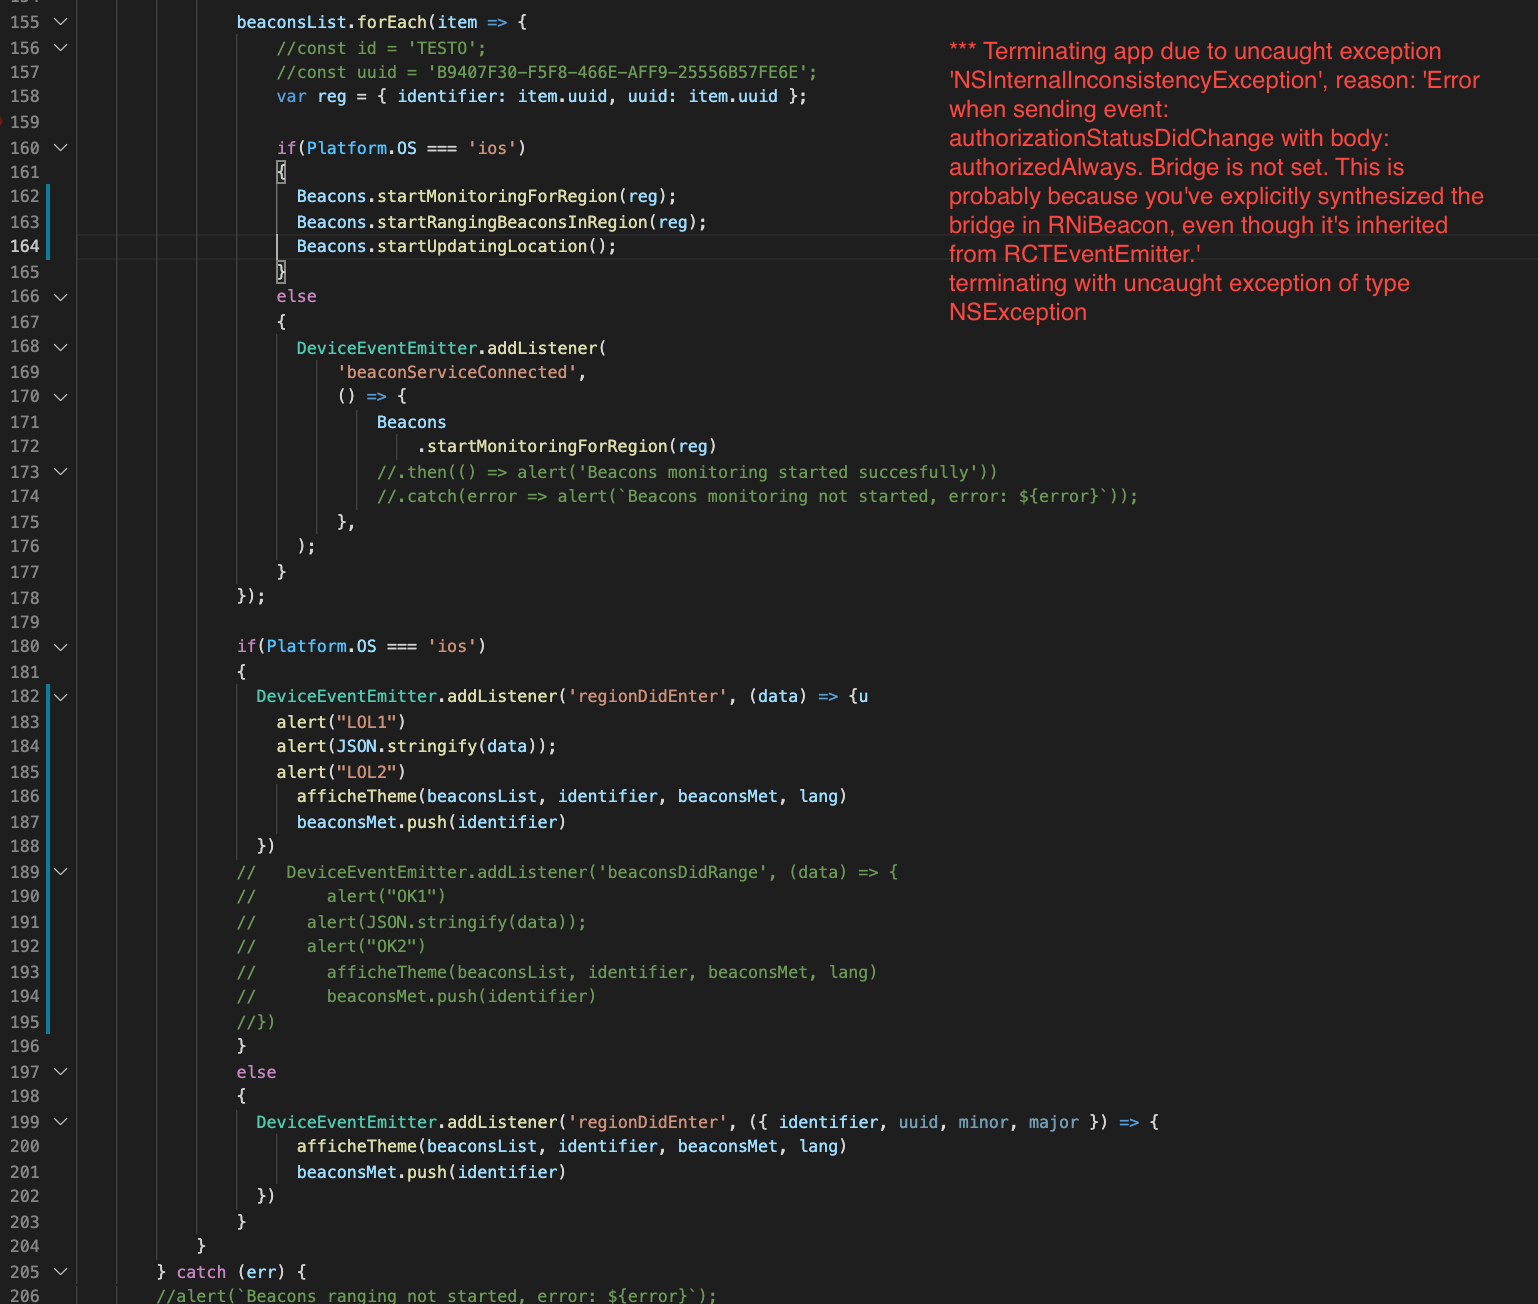 155 beaconsList.forEach(item => {
156 //const id = 'TESTO';
157 //const uuid = 'B9407F30-F5F8-466E-AFF9-25556B57FE6E';
158 var reg = { identifier: item.uuid, uuid: item.uuid };
159
160 if(Platform.OS === 'ios')
161 {
162 Beacons.startMonitoringForRegion(reg);
163 Beacons.startRangingBeaconsInRegion(reg);
164 Beacons.startUpdatingLocation();
165 }
166 else
167 {
168 DeviceEventEmitter.addListener(
169 'beaconServiceConnected',
170 () => {
171 Beacons
172 .startMonitoringForRegion(reg)
173 //.then(() => alert('Beacons monitoring started succesfully'))
174 //.catch(error => alert(`Beacons monitoring not started, error: ${error}`));
175 },
176 );
177 }
178 });
179
180 if(Platform.OS === 'ios')
181 {
182 DeviceEventEmitter.addListener('regionDidEnter', (data) => {u
183 alert("LOL1")
184 alert(JSON.stringify(data));
185 alert("LOL2")
186 afficheTheme(beaconsList, identifier, beaconsMet, lang)
187 beaconsMet.push(identifier)
188 })
189 // DeviceEventEmitter.addListener('beaconsDidRange', (data) => {
190 // alert("OK1")
191 // alert(JSON.stringify(data));
192 // alert("OK2")
193 // afficheTheme(beaconsList, identifier, beaconsMet, lang)
194 // beaconsMet.push(identifier)
195 //})
196 }
197 else
198 {
199 DeviceEventEmitter.addListener('regionDidEnter', ({ identifier, uuid, minor, major }) => {
200 afficheTheme(beaconsList, identifier, beaconsMet, lang)
201 beaconsMet.push(identifier)
202 })
203 }
204 }
205 } catch (err) {
206 //alert(`Beacons ranging not started, error: ${error}`);
*** Terminating app due to uncaught exception
'NSInternalInconsistencyException', reason: 'Error
when sending event:
authorizationStatusDidChange with body:
authorizedAlways. Bridge is not set. This is
probably because you've explicitly synthesized the
bridge in RNiBeacon, even though it's inherited
from RCTEventEmitter.'
terminating with uncaught exception of type
NSException